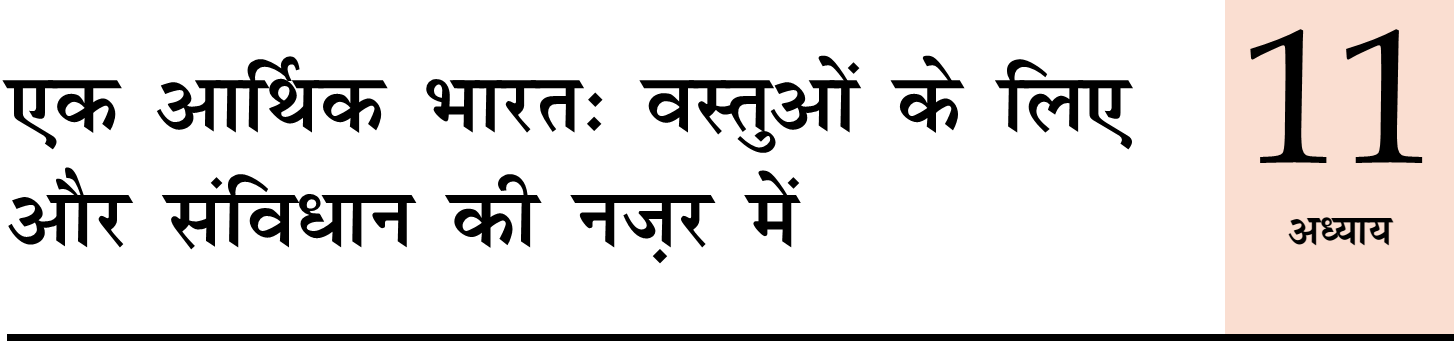 एक आर्थिक भारतः वस्तुओं के लिए
और संविधान की नज़र में
11
अध्याय